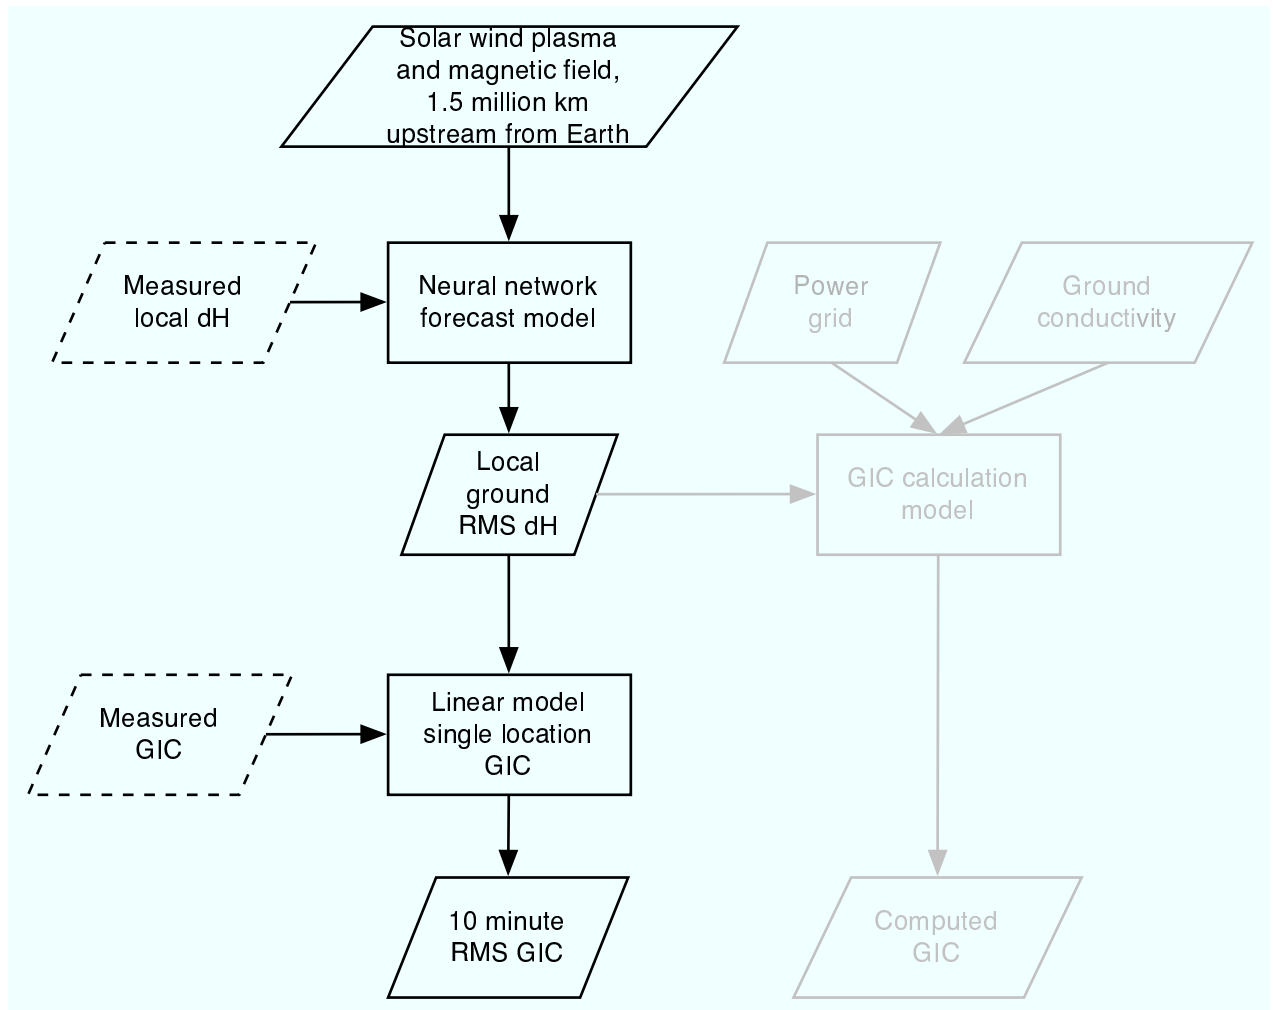 Solar wind plasma
and magnetic field,
1.5 million km
upstream from Earth
Measured
local dH
Neural network
forecast model
Power
grid
Ground
conductivity
Local
ground
RMS dH
GIC calculation
model
Measured
GIC
Linear model
single location
GIC
10 minute
RMS GIC
Computed
GIC